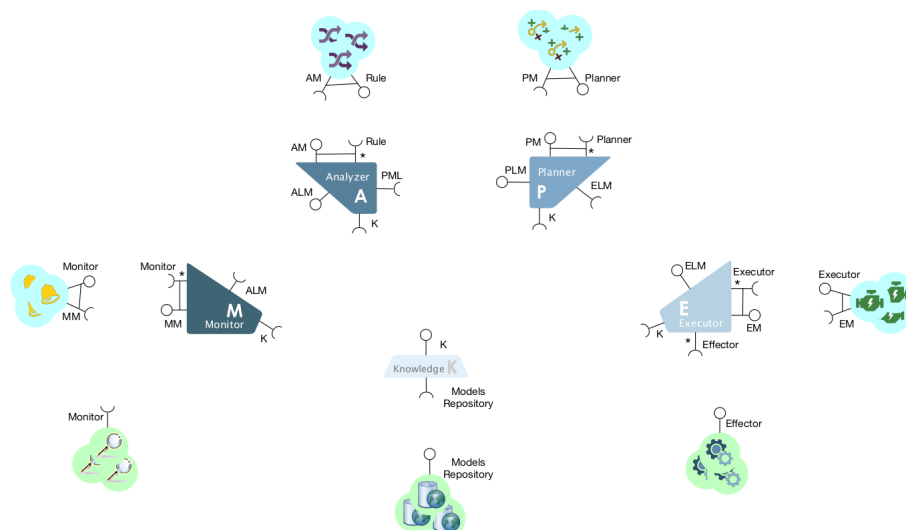 AM
Rule
PM
Planner
AM
Rule
*
Analyzer
A
ALM
PML
K
PM
Planner
*
Planner
P
PLM
ELM
K
Monitor
MM
Monitor
*
ALM
M
Monitor
MM
K
ELM
Executor
*
E
Executor
K
EM
*
Effector
Executor
EM
K
Knowledge K
Models
Repository
Monitor
Effector
Models
Repository